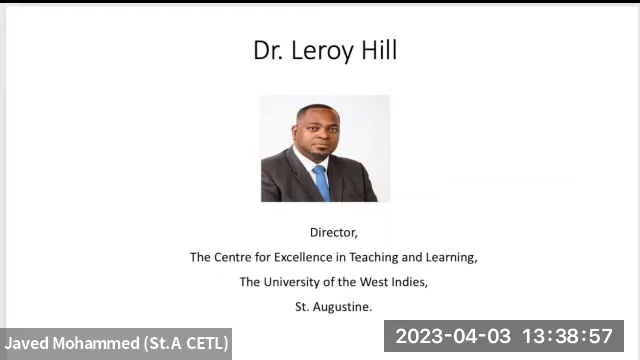 Dr. Leroy Hill
Director,
The Centre for Excellence in Teaching and Learning,
The University of the West Indies,
St. Augustine.
Javed Mohammed (St.A CETL)
2023-04-03 13:38:57